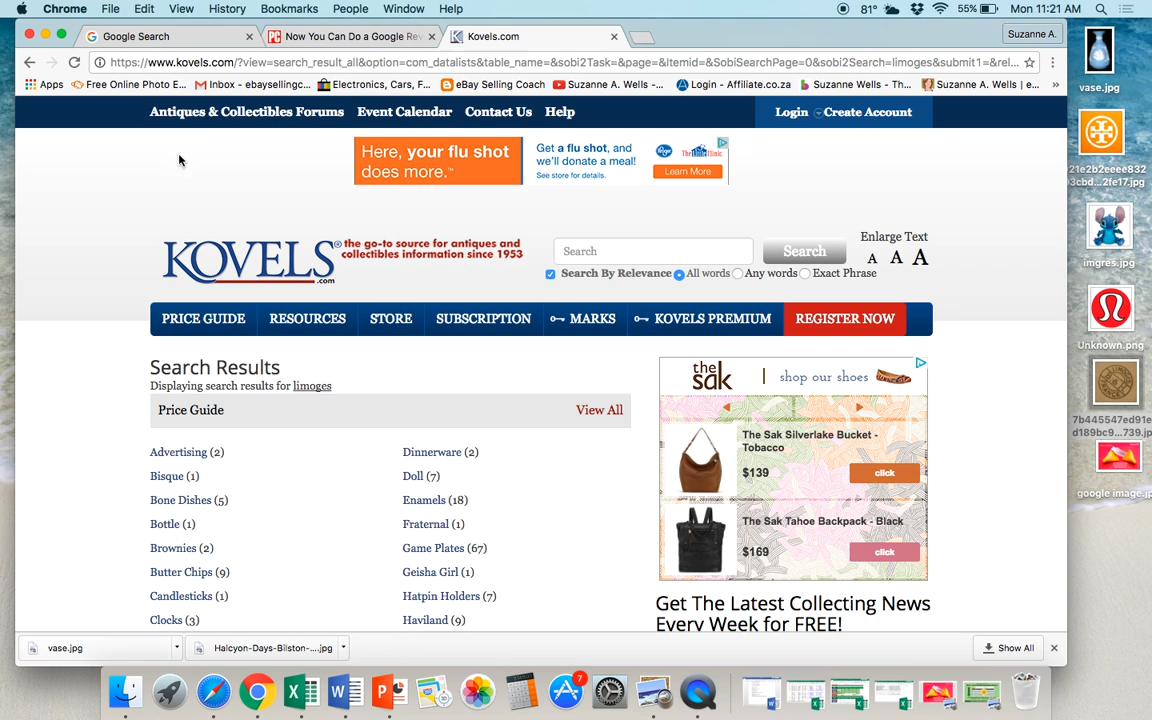 Chrome File Edit View History Bookmarks People Window Help 81° 55% Mon 11:21 AM
Google Search Now You Can Do a Google Rev Kovels.com Suzanne A.
https://www.kovels.com/?view=search_result_all&option=com_datalists&table_name=&sobi2Task=&page=&Itemid=&SobiSearchPage=0&sobi2Search=limoges&submit1=&rel...
Apps Free Online Photo E... Inbox - ebaysellingc... Electronics, Cars, F... eBay Selling Coach Suzanne A. Wells -... Login - Affiliate.co.za Suzanne Wells - Th... Suzanne A. Wells | e... »
Antiques & Collectibles Forums Event Calendar Contact Us Help Login Create Account
Here, your flu shot does more.™
Get a flu shot, and we'll donate a meal!
See store for details.
Learn More
KOVELS®.com the go-to source for antiques and collectibles information since 1953
Search Search
Search By Relevance All words Any words Exact Phrase
Enlarge Text
A A A
PRICE GUIDE RESOURCES STORE SUBSCRIPTION MARKS KOVELS PREMIUM REGISTER NOW
Search Results
Displaying search results for limoges
Price Guide View All
Advertising (2) Dinnerware (2)
Bisque (1) Doll (7)
Bone Dishes (5) Enamels (18)
Bottle (1) Fraternal (1)
Brownies (2) Game Plates (67)
Butter Chips (9) Geisha Girl (1)
Candlesticks (1) Hatpin Holders (7)
Clocks (3) Haviland (9)
the sak | shop our shoes
The Sak Silverlake Bucket - Tobacco
$139 click
The Sak Tahoe Backpack - Black
$169 click
Get The Latest Collecting News
Every Week for FREE!
vase.jpg Halcyon-Days-Bilston-....jpg Show All
vase.jpg
21e2b2eeee832
03cbd...2fe17.jpg
imgres.jpg
Unknown.png
7b445547ed91e
d189bc9...739.jp
google image.jp
7